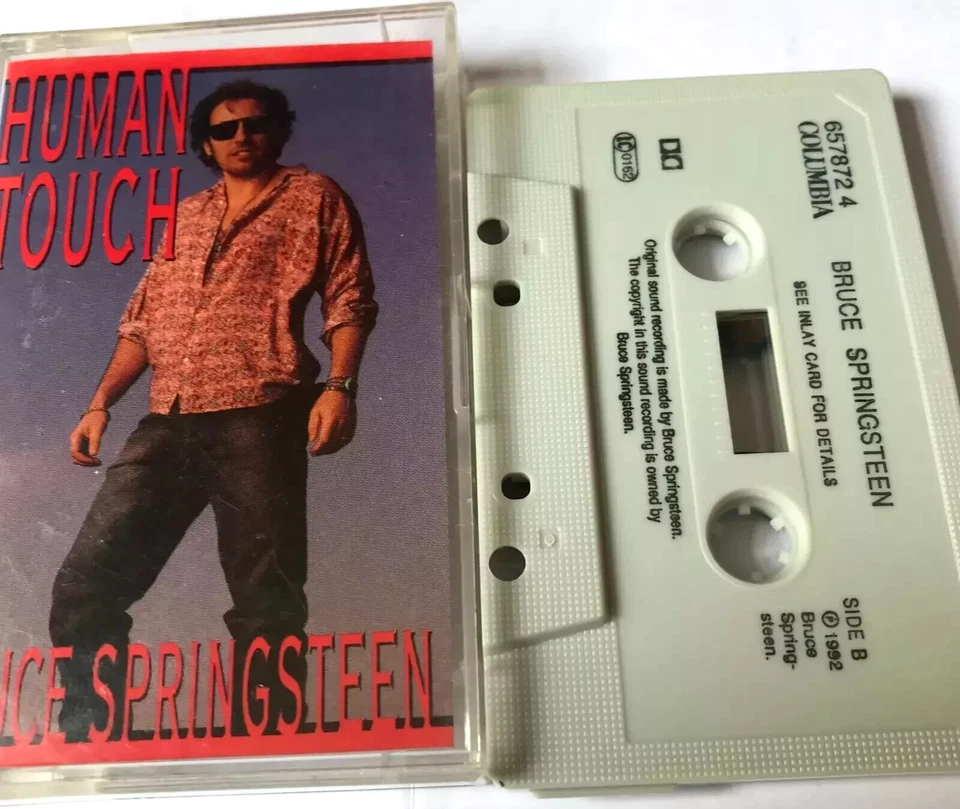 HUMAN
TOUCH
UCE SPRINGSTEEN
657872 4
COLUMBIA
BRUCE SPRINGSTEEN
SEE INLAY CARD FOR DETAILS
SIDE B
℗ 1992
Bruce
Spring-
steen.
LC 0162
Original sound recording is made by Bruce Springsteen.
The copyright in this sound recording is owned by
Bruce Springsteen.